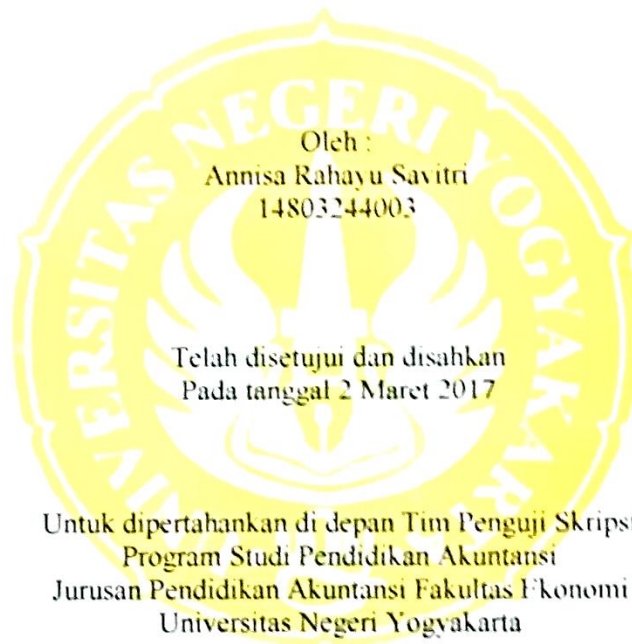 Oleh :
Annisa Rahayu Savitri
14803244003
Telah disetujui dan disahkan
Pada tanggal 2 Maret 2017
Untuk dipertahankan di depan Tim Penguji Skripsi
Program Studi Pendidikan Akuntansi
Jurusan Pendidikan Akuntansi Fakultas Ekonomi
Universitas Negeri Yogyakarta
UNIVERSITAS NEGERI YOGYAKARTA